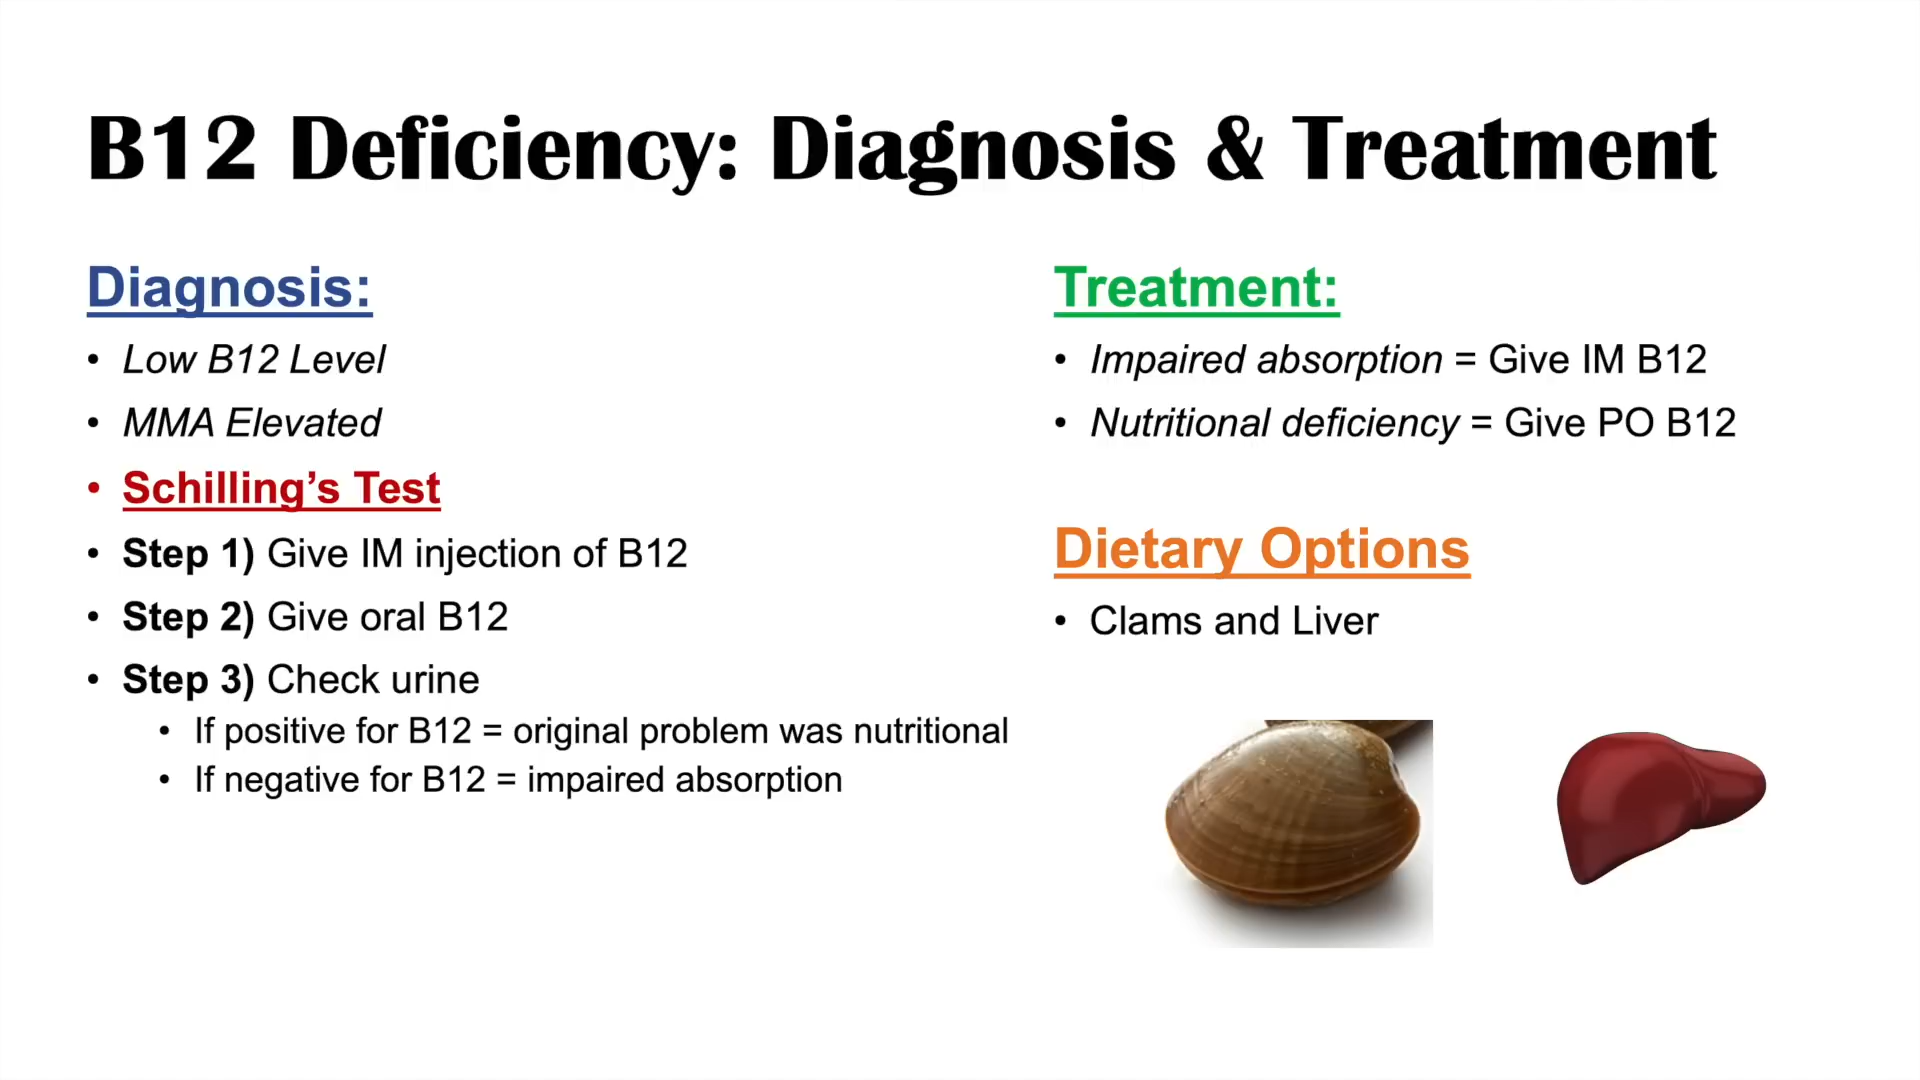 B12 Deficiency: Diagnosis & Treatment
Diagnosis:
• Low B12 Level
• MMA Elevated
• Schilling’s Test
• Step 1) Give IM injection of B12
• Step 2) Give oral B12
• Step 3) Check urine
• If positive for B12 = original problem was nutritional
• If negative for B12 = impaired absorption
Treatment:
• Impaired absorption = Give IM B12
• Nutritional deficiency = Give PO B12
Dietary Options
• Clams and Liver